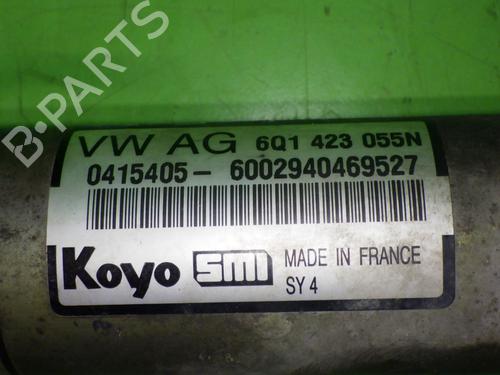 B-PARTS
VW AG 6Q1 423 055N
0415405- 6002940469527
Koyo SMI MADE IN FRANCE
SY 4